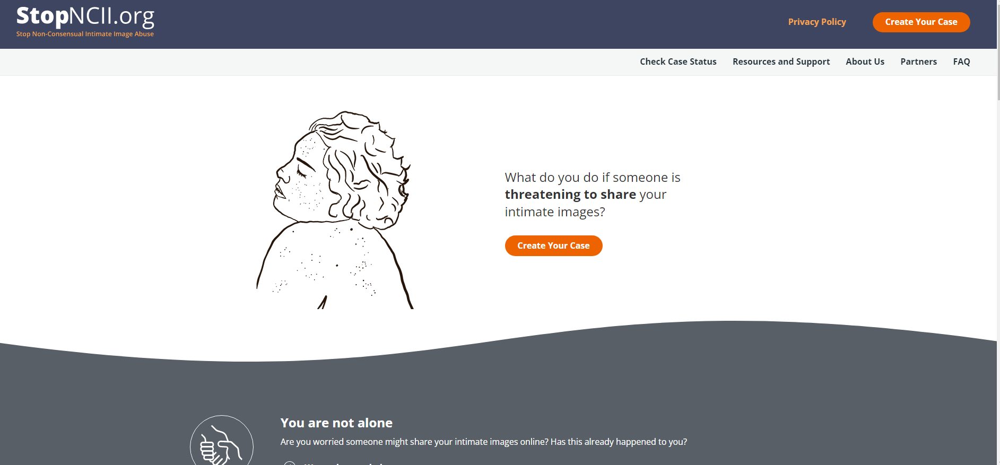 StopNCII.org
Stop Non-Consensual Intimate Image Abuse
Privacy Policy
Create Your Case
Check Case Status
Resources and Support
About Us
Partners
FAQ
What do you do if someone is
threatening to share your
intimate images?
Create Your Case
You are not alone
Are you worried someone might share your intimate images online? Has this already happened to you?